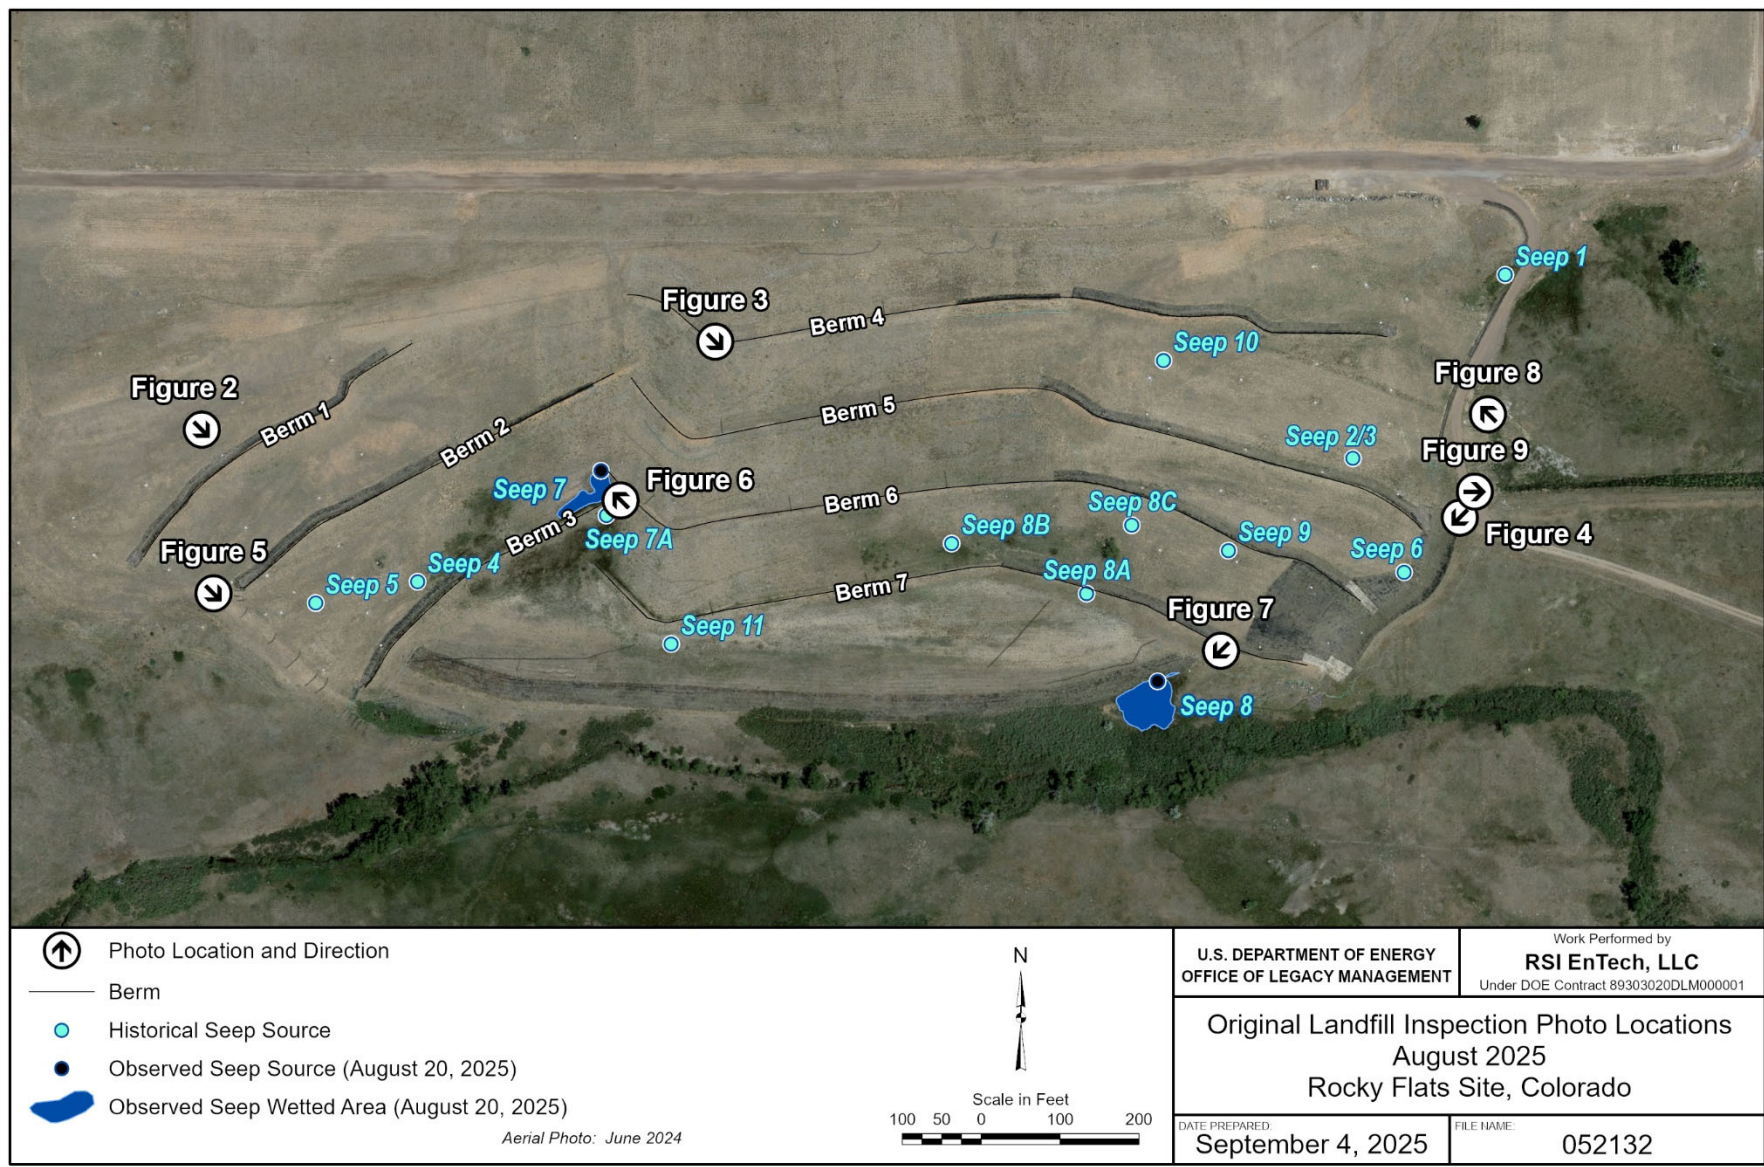 Seep 1
Figure 3
Berm 4
Seep 10
Figure 8
Figure 2
Berm 1
Berm 5
Berm 2
Seep 2/3
Figure 9
Seep 7
Figure 6
Berm 6
Seep 8C
Berm 3
Seep 7A
Seep 8B
Seep 9
Figure 4
Figure 5
Seep 4
Seep 6
Seep 5
Seep 8A
Berm 7
Figure 7
Seep 11
Seep 8
Photo Location and Direction
Berm
Historical Seep Source
Observed Seep Source (August 20, 2025)
Observed Seep Wetted Area (August 20, 2025)
Aerial Photo: June 2024
N
Scale in Feet
100 50 0 100 200
U.S. DEPARTMENT OF ENERGY
OFFICE OF LEGACY MANAGEMENT
Work Performed by
RSI EnTech, LLC
Under DOE Contract 89303020DLM000001
Original Landfill Inspection Photo Locations
August 2025
Rocky Flats Site, Colorado
DATE PREPARED:
September 4, 2025
FILE NAME:
052132